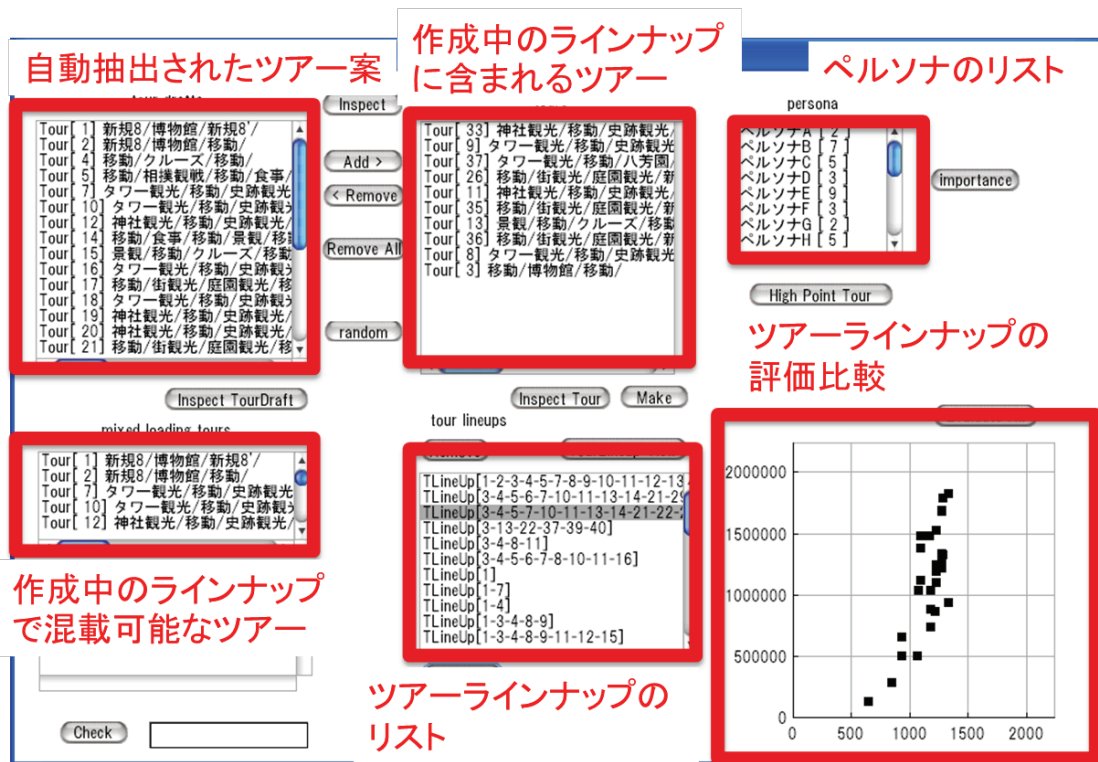 自動抽出されたツアー案
Inspect
Tour[ 1] 新規8/博物館/新規8'/
Tour[ 2] 新規8/博物館/移動/
Tour[ 4] 移動/クルーズ/移動/
Tour[ 5] 移動/相撲観戦/移動/食事/
Tour[ 7] タワー観光/移動/史跡観光
Tour[ 10] タワー観光/移動/史跡観光
Tour[ 12] 神社観光/移動/史跡観光/
Tour[ 14] 移動/食事/移動/景観/移動
Tour[ 15] 景観/移動/クルーズ/移動
Tour[ 16] タワー観光/移動/史跡観光
Tour[ 17] 移動/街観光/庭園観光/移
Tour[ 18] タワー観光/移動/史跡観光
Tour[ 19] 神社観光/移動/史跡観光/
Tour[ 20] 神社観光/移動/史跡観光/
Tour[ 21] 移動/街観光/庭園観光/移
Add >
< Remove
Remove All
random
Inspect TourDraft
作成中のラインナップ
に含まれるツアー
Tour[ 33] 神社観光/移動/史跡観光/
Tour[ 9] タワー観光/移動/史跡観光
Tour[ 37] タワー観光/移動/八芳園/
Tour[ 26] 移動/街観光/庭園観光/新
Tour[ 11] 神社観光/移動/史跡観光/
Tour[ 35] 移動/街観光/庭園観光/新
Tour[ 13] 景観/移動/クルーズ/移動
Tour[ 36] 移動/街観光/庭園観光/新
Tour[ 8] タワー観光/移動/史跡観光
Tour[ 3] 移動/博物館/移動/
Inspect Tour
Make
ペルソナのリスト
persona
ペルソナA [ 2 ]
ペルソナB [ 7 ]
ペルソナC [ 5 ]
ペルソナD [ 3 ]
ペルソナE [ 9 ]
ペルソナF [ 3 ]
ペルソナG [ 2 ]
ペルソナH [ 5 ]
importance
High Point Tour
mixed loading tours
Tour[ 1] 新規8/博物館/新規8'/
Tour[ 2] 新規8/博物館/移動/
Tour[ 7] タワー観光/移動/史跡観光
Tour[ 10] タワー観光/移動/史跡観
Tour[ 12] 神社観光/移動/史跡観光
作成中のラインナップ
で混載可能なツアー
Check
tour lineups
TLineUp[1-2-3-4-5-7-8-9-10-11-12-13
TLineUp[3-4-5-6-7-10-11-13-14-21-29
TLineUp[3-4-5-7-10-11-13-14-21-22-
TLineUp[3-13-22-37-39-40]
TLineUp[3-4-8-11]
TLineUp[3-4-5-6-7-8-10-11-16]
TLineUp[1]
TLineUp[1-7]
TLineUp[1-4]
TLineUp[1-3-4-8-9]
TLineUp[1-3-4-8-9-11-12-15]
ツアーラインナップの
リスト
ツアーラインナップの
評価比較
2000000
1500000
1000000
500000
0
0 500 1000 1500 2000